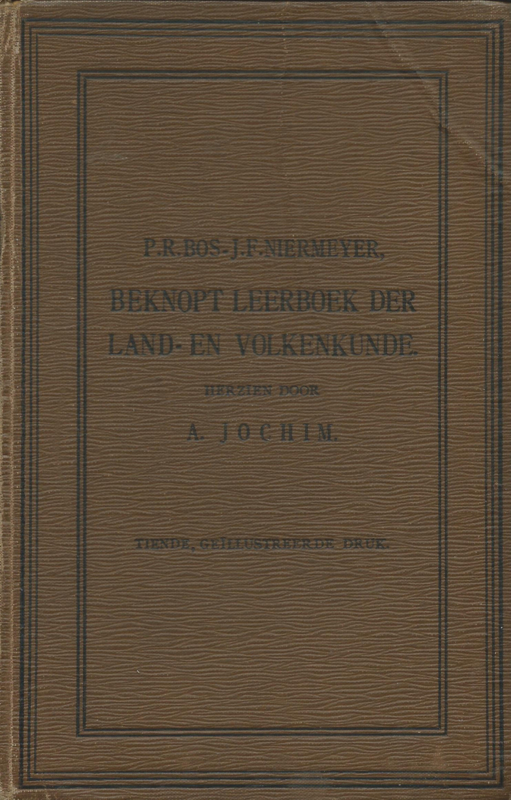 P.R.BOS-J.F.NIERMEYER,
BEKNOPT LEERBOEK DER
LAND- EN VOLKENKUNDE.
HERZIEN DOOR
A. JOCHIM.
TIENDE, GEÏLLUSTREERDE DRUK.